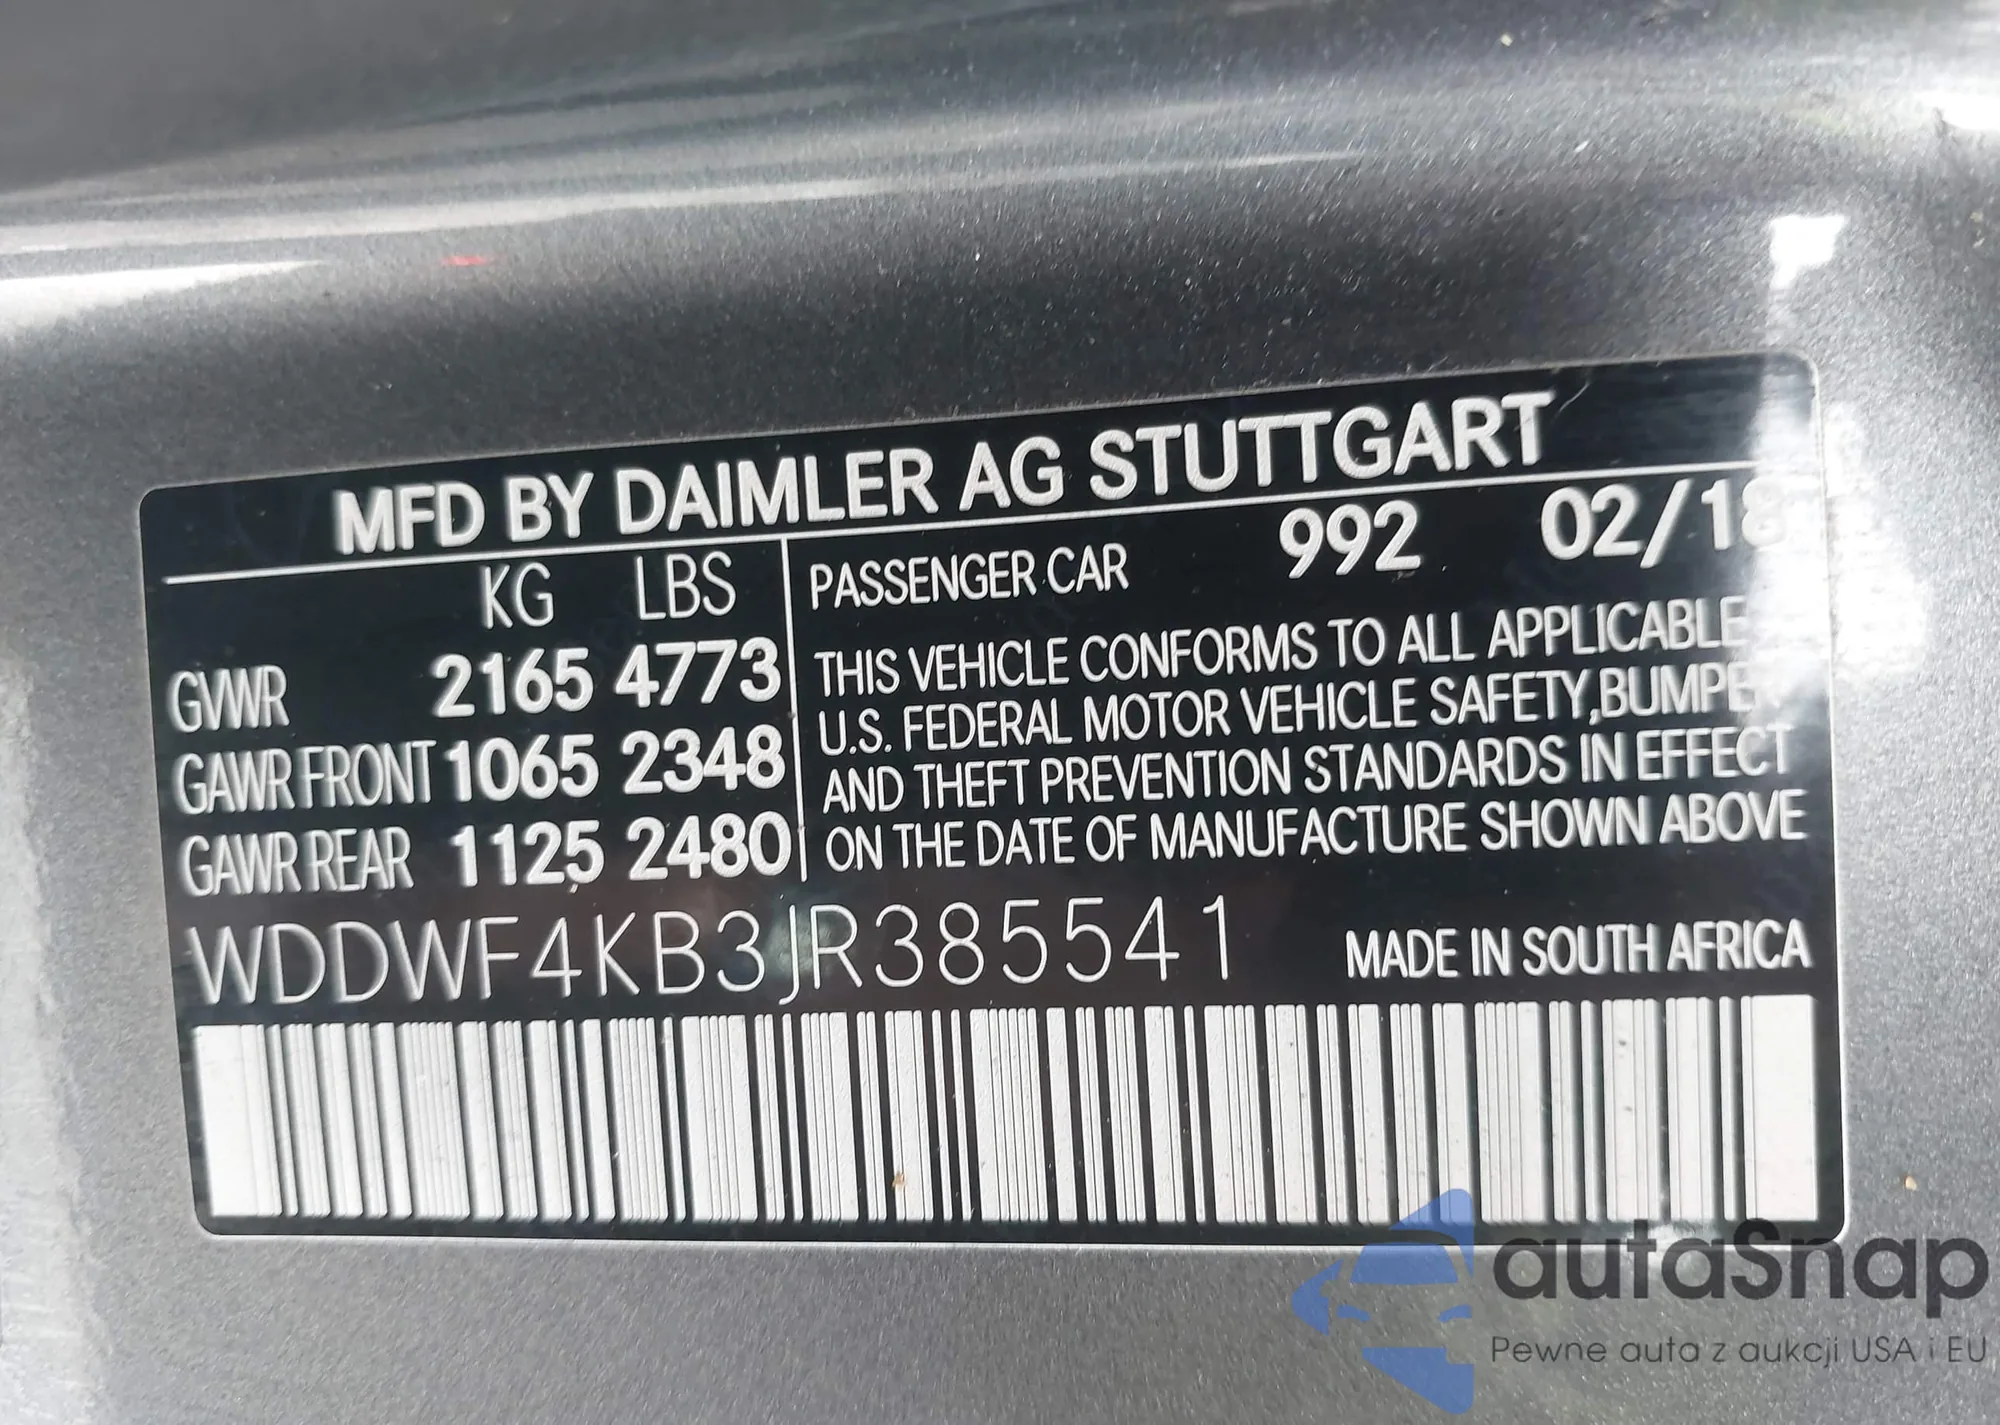 MFD BY DAIMLER AG STUTTGART
KG LBS
GVWR 2165 4773
GAWR FRONT 1065 2348
GAWR REAR 1125 2480
PASSENGER CAR 992 02/18
THIS VEHICLE CONFORMS TO ALL APPLICABLE
U.S. FEDERAL MOTOR VEHICLE SAFETY,BUMPE
AND THEFT PREVENTION STANDARDS IN EFFECT
ON THE DATE OF MANUFACTURE SHOWN ABOVE
WDDWF4KB3JR385541 MADE IN SOUTH AFRICA
autaSnap
Pewne auta z aukcji USA i EU